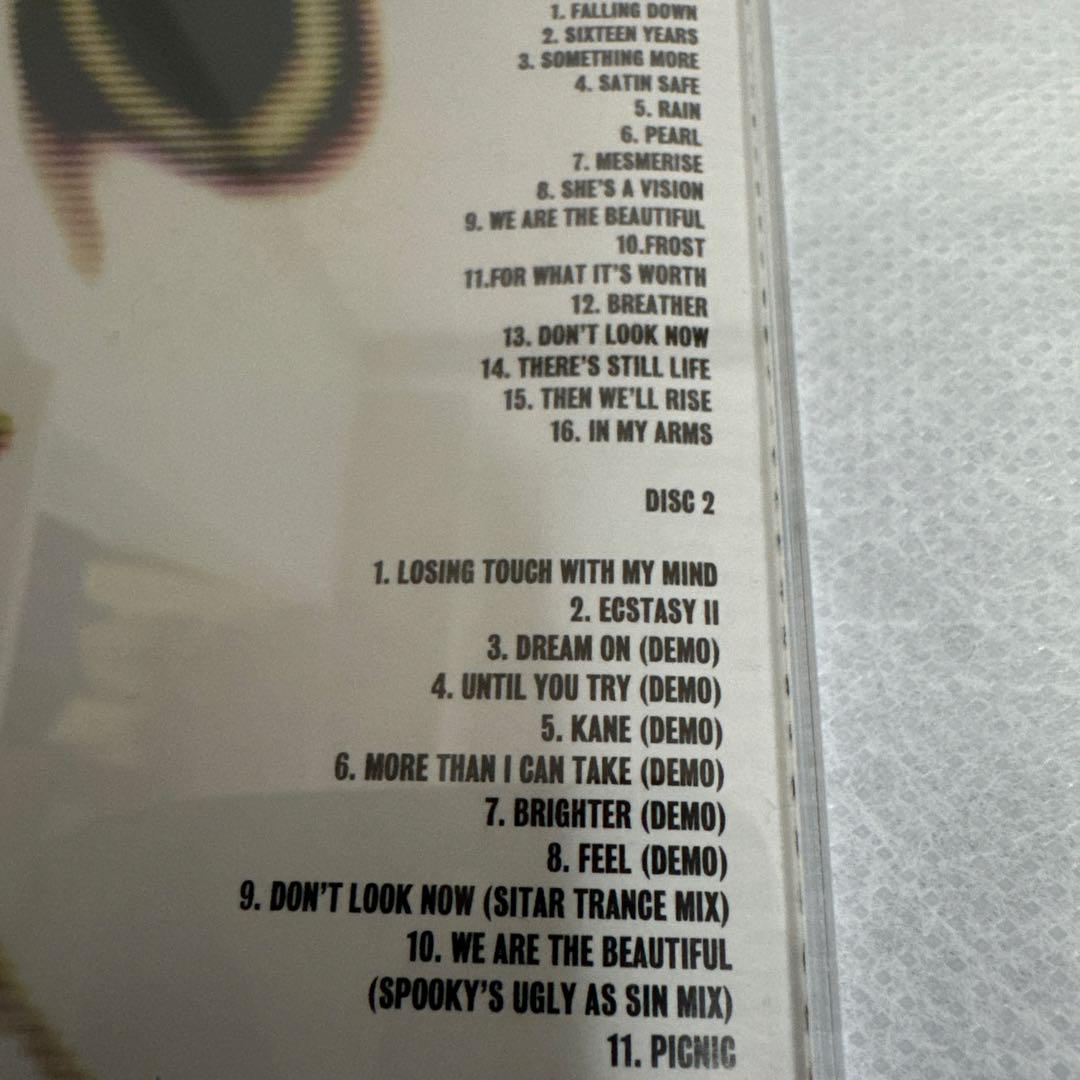 1. FALLING DOWN
2. SIXTEEN YEARS
3. SOMETHING MORE
4. SATIN SAFE
5. RAIN
6. PEARL
7. MESMERISE
8. SHE'S A VISION
9. WE ARE THE BEAUTIFUL
10.FROST
11.FOR WHAT IT'S WORTH
12. BREATHER
13. DON'T LOOK NOW
14. THERE'S STILL LIFE
15. THEN WE'LL RISE
16. IN MY ARMS
DISC 2
1. LOSING TOUCH WITH MY MIND
2. ECSTASY II
3. DREAM ON (DEMO)
4. UNTIL YOU TRY (DEMO)
5. KANE (DEMO)
6. MORE THAN I CAN TAKE (DEMO)
7. BRIGHTER (DEMO)
8. FEEL (DEMO)
9. DON'T LOOK NOW (SITAR TRANCE MIX)
10. WE ARE THE BEAUTIFUL
(SPOOKY'S UGLY AS SIN MIX)
11. PICNIC